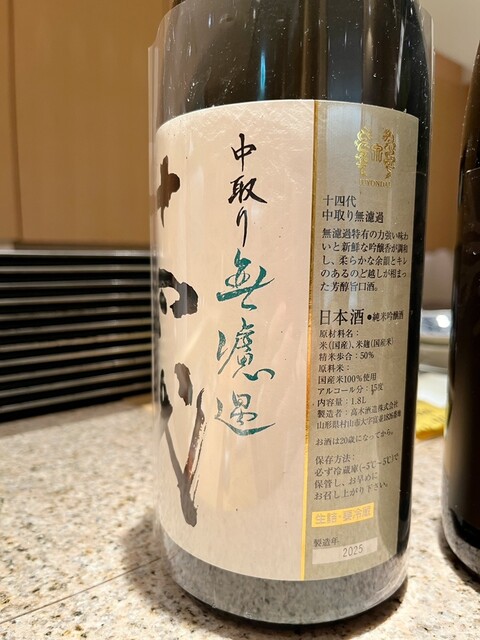 十四代
中取り
無濾過
JYUYONDAI
十四代
中取り無濾過
無濾過特有の力強い味わ
いと新鮮な吟醸香が調和
し、柔らかな余韻とキレ
のあるのど越しが相まっ
た芳醇旨口酒。
日本酒●純米吟醸酒
原材料名：
米(国産)、米麹(国産米)
精米歩合：50%
原料米：
国産米100%使用
アルコール分：15度
内容量：1.8L
製造者：高木酒造株式会社
山形県村山市大字富並1826番地
お酒は20歳になってから。
保存方法：
必ず冷蔵庫(-5℃~5℃)で
保管し、お早めに
お召し上がり下さい。
生詰・要冷蔵
製造年
2025